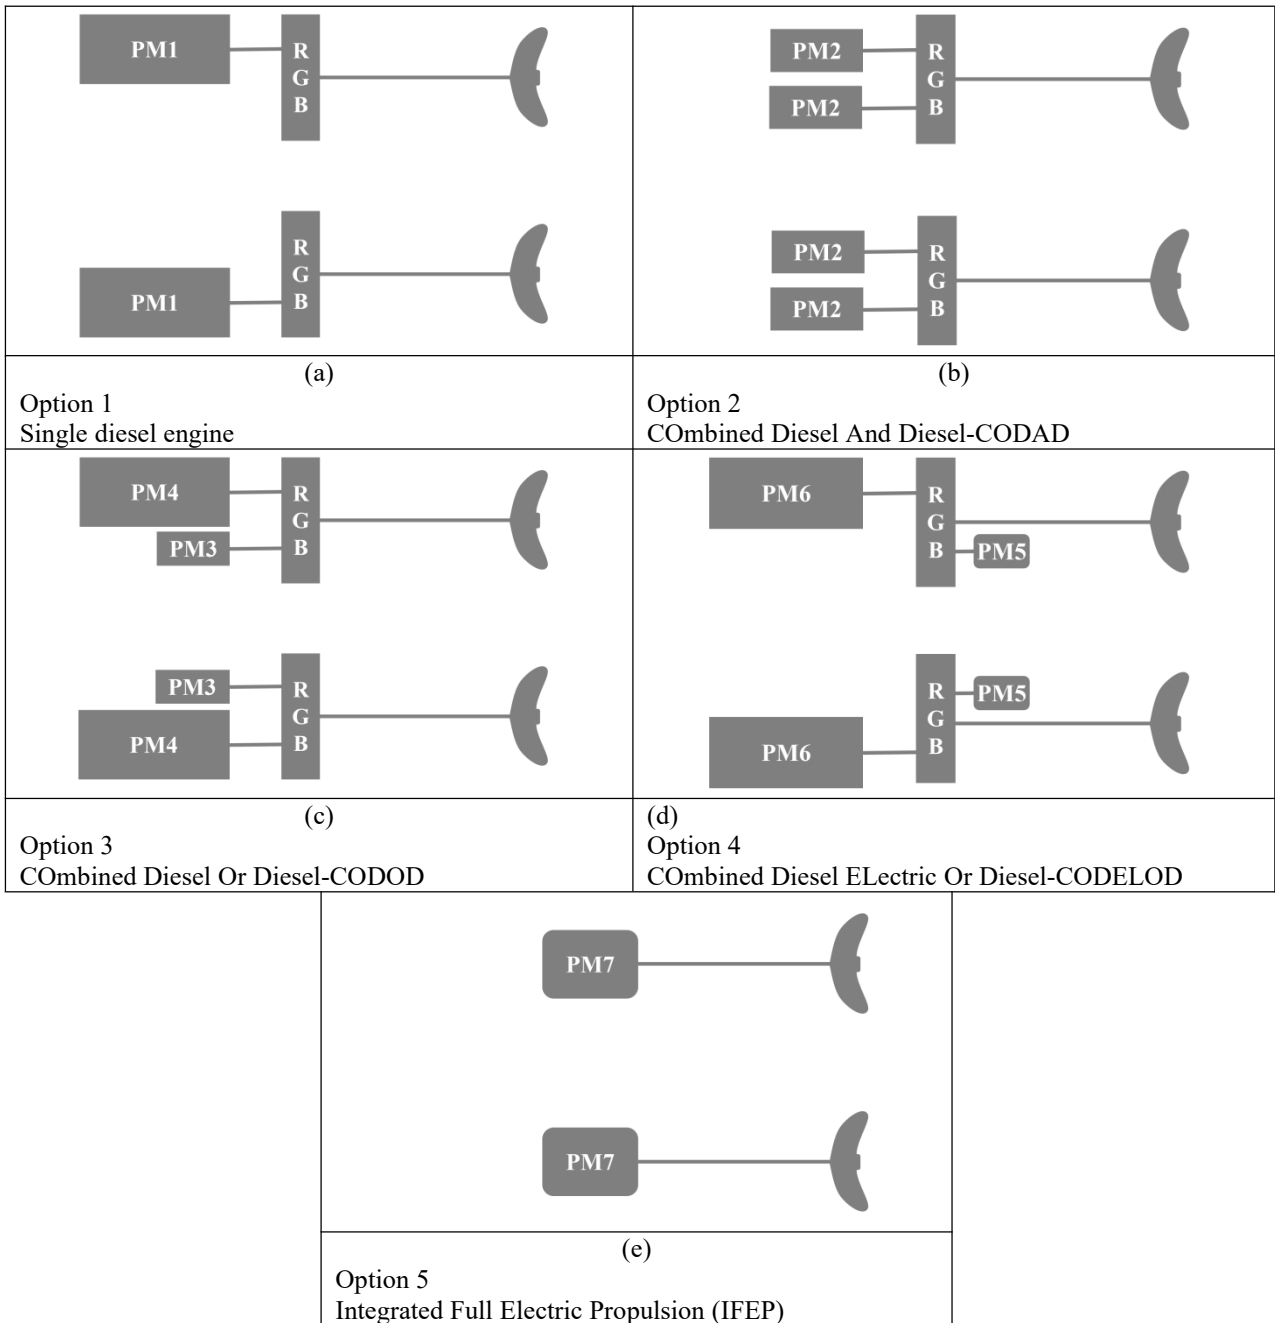 PM1
R
G
B
R
G
B
PM1
PM2
PM2
R
G
B
PM2
PM2
R
G
B
(a)
Option 1
Single diesel engine
(b)
Option 2
COmbined Diesel And Diesel-CODAD
PM4
PM3
R
G
B
PM3
PM4
R
G
B
PM6
R
G
B
PM5
R
G
B
PM5
PM6
(c)
Option 3
COmbined Diesel Or Diesel-CODOD
(d)
Option 4
COmbined Diesel ELectric Or Diesel-CODELOD
PM7
PM7
(e)
Option 5
Integrated Full Electric Propulsion (IFEP)